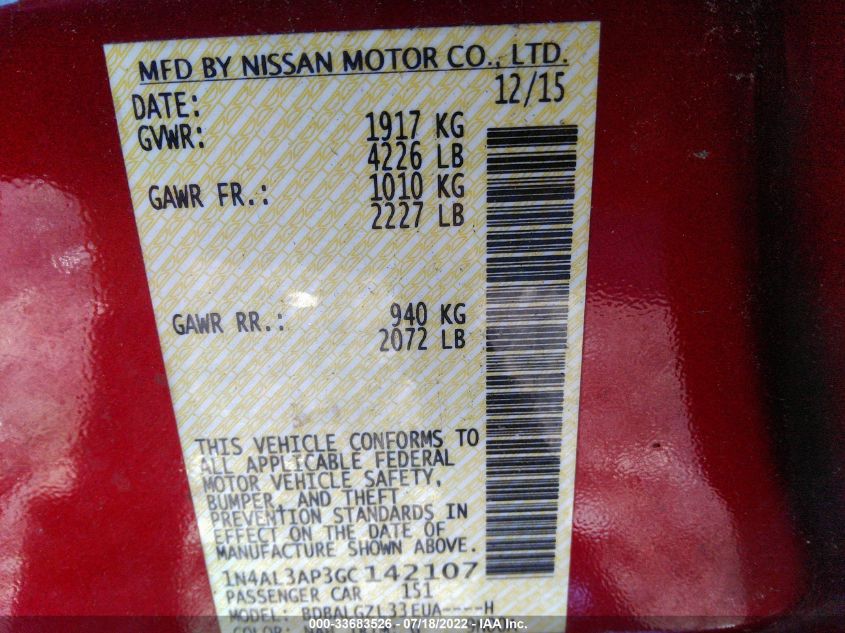 MFD BY NISSAN MOTOR CO., LTD.
DATE: 12/15
GVWR: 1917 KG
4226 LB
GAWR FR.: 1010 KG
2227 LB
GAWR RR.: 940 KG
2072 LB
THIS VEHICLE CONFORMS TO
ALL APPLICABLE FEDERAL
MOTOR VEHICLE SAFETY,
BUMPER, AND THEFT
PREVENTION STANDARDS IN
EFFECT ON THE DATE OF
MANUFACTURE SHOWN ABOVE.
1N4AL3AP3GC142107
PASSENGER CAR 151
MODEL: BDBALGZL33EUA----H
COLOR:
000-33683526 - 07/18/2022 - IAA Inc.